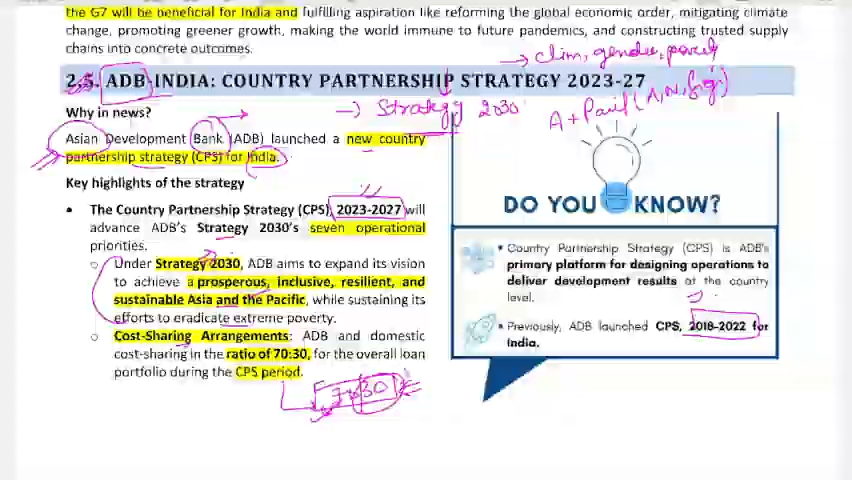 the G7 will be beneficial for India and fulfilling aspiration like reforming the global economic order, mitigating climate
change, promoting greener growth, making the world immune to future pandemics, and constructing trusted supply
chains into concrete outcomes.
→ clim, gender, poverty
2.5. ADB-INDIA: COUNTRY PARTNERSHIP STRATEGY 2023-27
Why in news?
→ Strategy 2030
Asian Development Bank (ADB) launched a new country
partnership strategy (CPS) for India.
Key highlights of the strategy
• The Country Partnership Strategy (CPS), 2023-2027 will
advance ADB's Strategy 2030's seven operational
priorities.
o Under Strategy 2030, ADB aims to expand its vision
to achieve a prosperous, inclusive, resilient, and
sustainable Asia and the Pacific, while sustaining its
efforts to eradicate extreme poverty.
o Cost-Sharing Arrangements: ADB and domestic
cost-sharing in the ratio of 70:30, for the overall loan
portfolio during the CPS period.
DO YOU KNOW?
• Country Partnership Strategy (CPS) is ADB's
primary platform for designing operations to
deliver development results at the country
level.
• Previously, ADB launched CPS, 2018-2022 for
India.